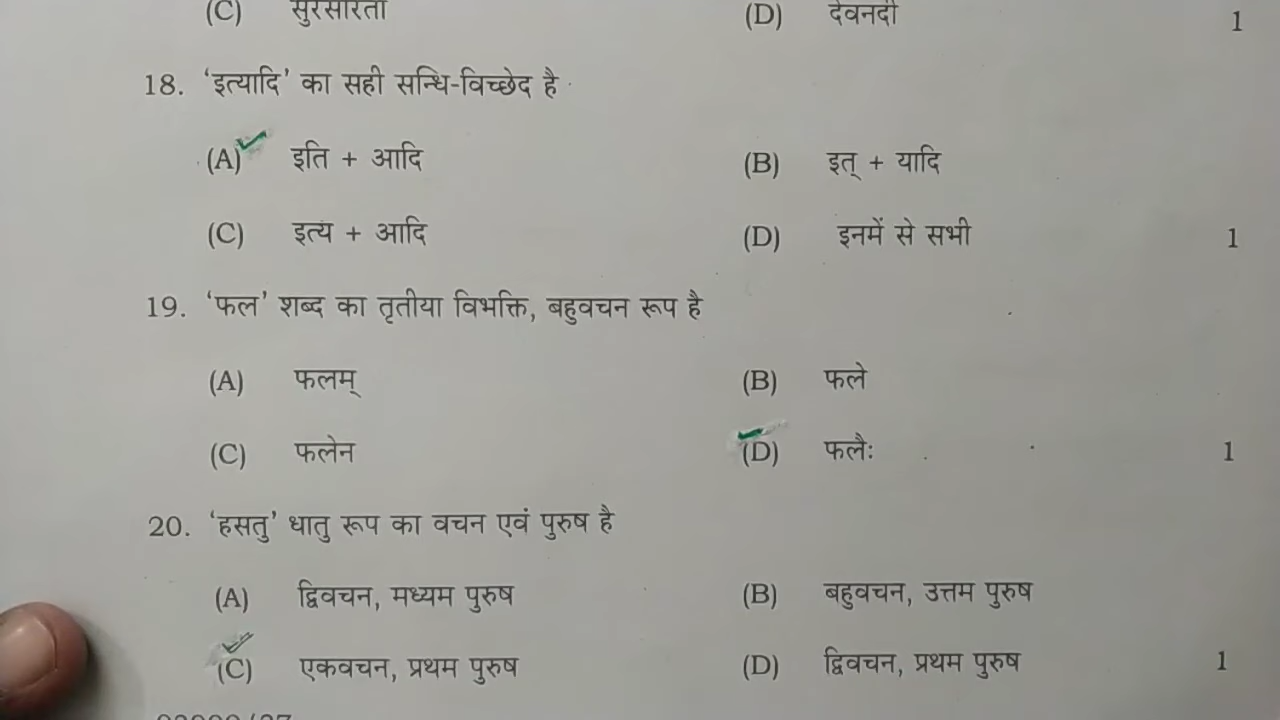 (C) सुरसरिता (D) देवनदी 1
18. 'इत्यादि' का सही सन्धि-विच्छेद है
(A) इति + आदि (B) इत् + यादि
(C) इत्य + आदि (D) इनमें से सभी 1
19. 'फल' शब्द का तृतीया विभक्ति, बहुवचन रूप है
(A) फलम् (B) फले
(C) फलेन (D) फलैः 1
20. 'हसतु' धातु रूप का वचन एवं पुरुष है
(A) द्विवचन, मध्यम पुरुष (B) बहुवचन, उत्तम पुरुष
(C) एकवचन, प्रथम पुरुष (D) द्विवचन, प्रथम पुरुष 1